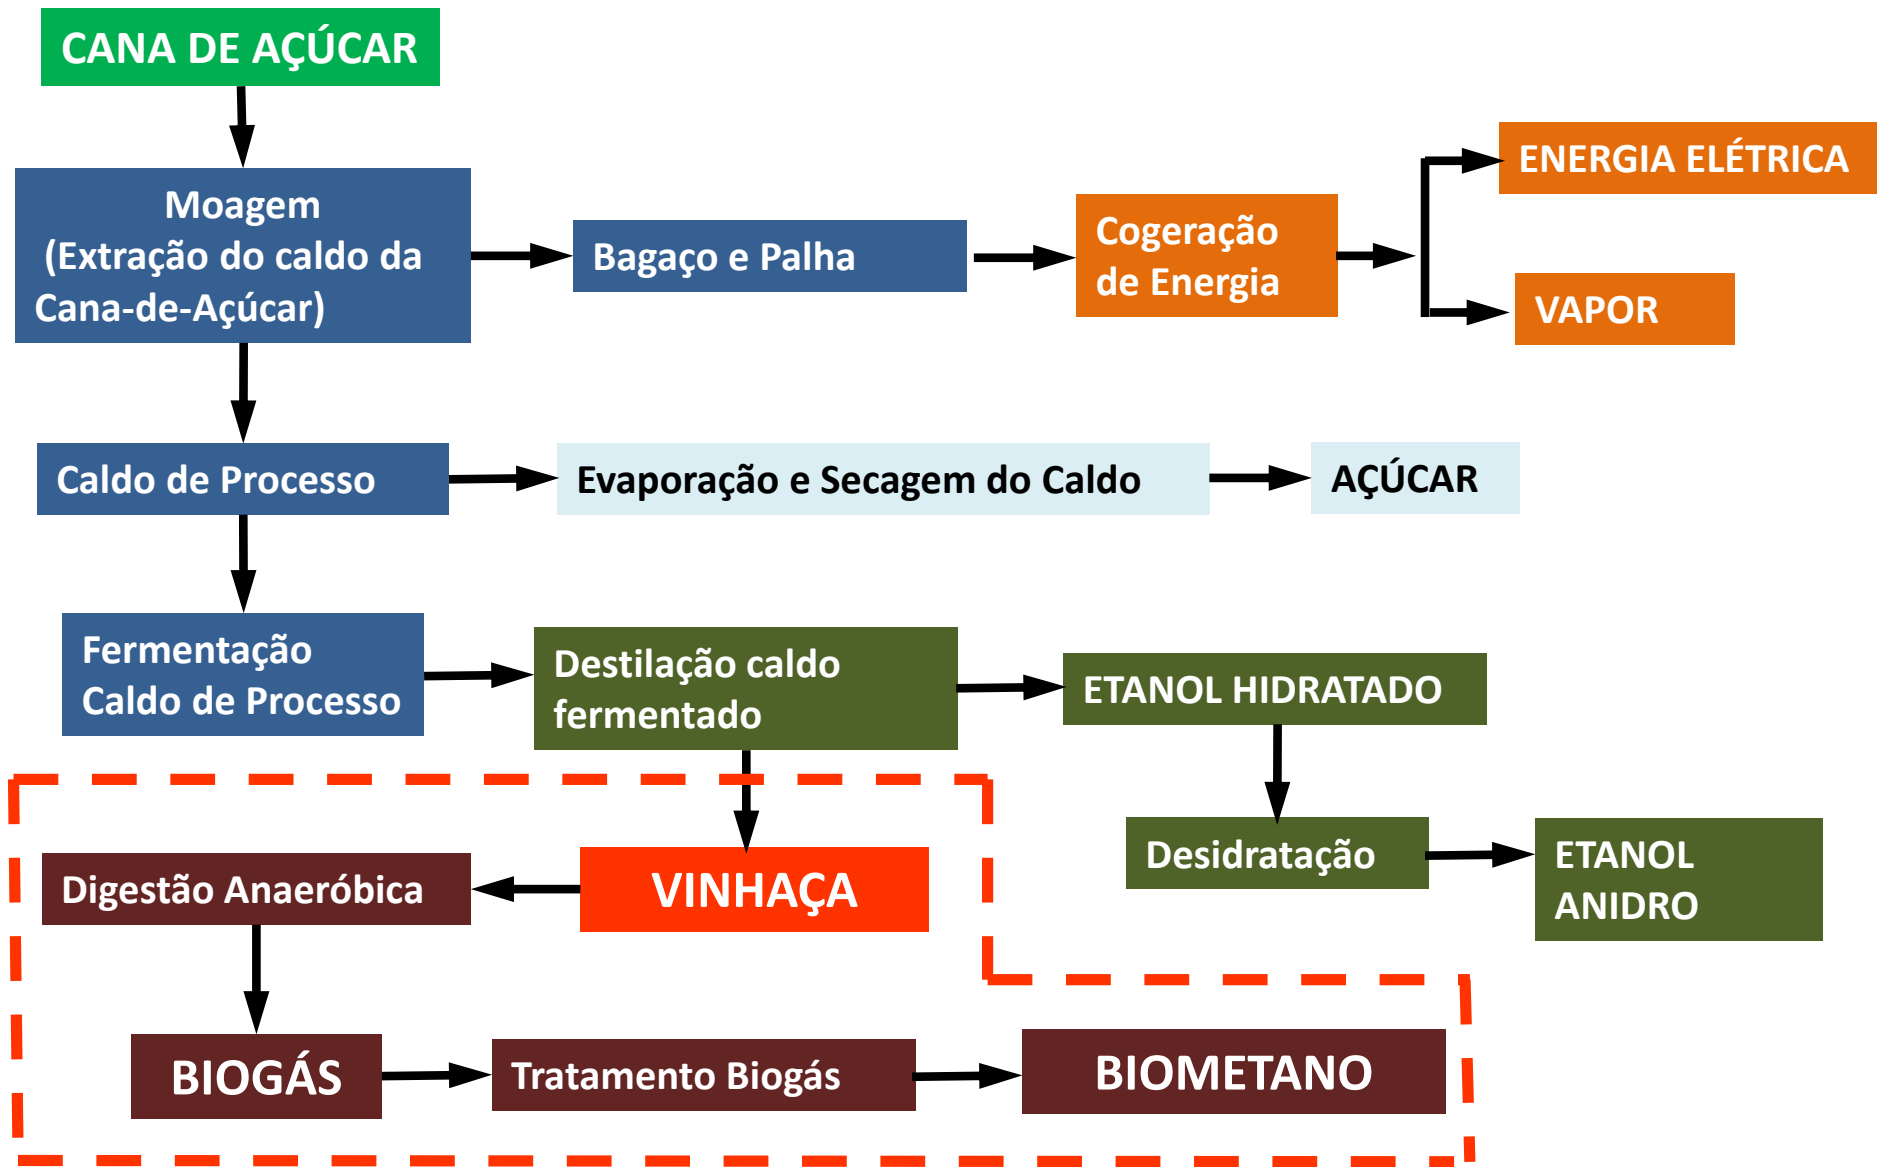 CANA DE AÇÚCAR
Moagem
(Extração do caldo da
Cana-de-Açúcar)
Bagaço e Palha
Cogeração
de Energia
ENERGIA ELÉTRICA
VAPOR
Caldo de Processo
Evaporação e Secagem do Caldo
AÇÚCAR
Fermentação
Caldo de Processo
Destilação caldo
fermentado
ETANOL HIDRATADO
Desidratação
ETANOL
ANIDRO
VINHAÇA
Digestão Anaeróbica
BIOGÁS
Tratamento Biogás
BIOMETANO